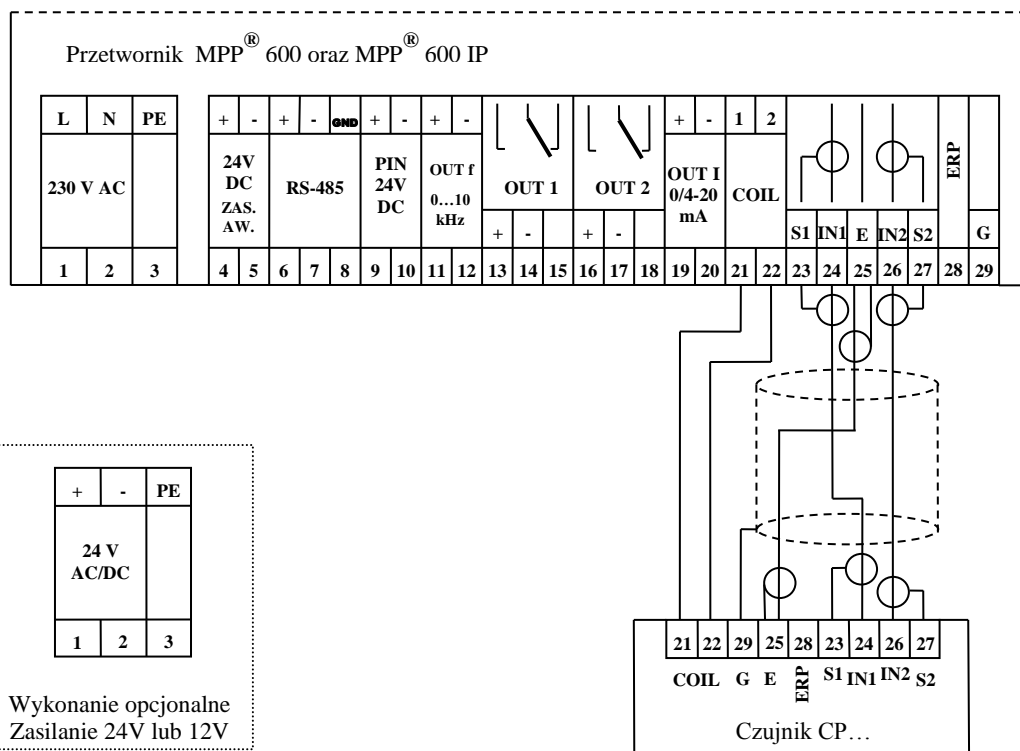 Przetwornik MPP® 600 oraz MPP® 600 IP
L N PE + - + - GND + - + - + - 1 2
230 V AC
24V DC ZAS. AW.
RS-485
PIN 24V DC
OUT f 0…10 kHz
OUT 1
OUT 2
OUT I 0/4-20 mA
COIL
ERP
+ - + - S1 IN1 E IN2 S2 G
1 2 3 4 5 6 7 8 9 10 11 12 13 14 15 16 17 18 19 20 21 22 23 24 25 26 27 28 29
+ - PE
24 V
AC/DC
1 2 3
Wykonanie opcjonalne
Zasilanie 24V lub 12V
21 22 29 25 28 23 24 26 27
COIL G E ERP S1 IN1 IN2 S2
Czujnik CP…